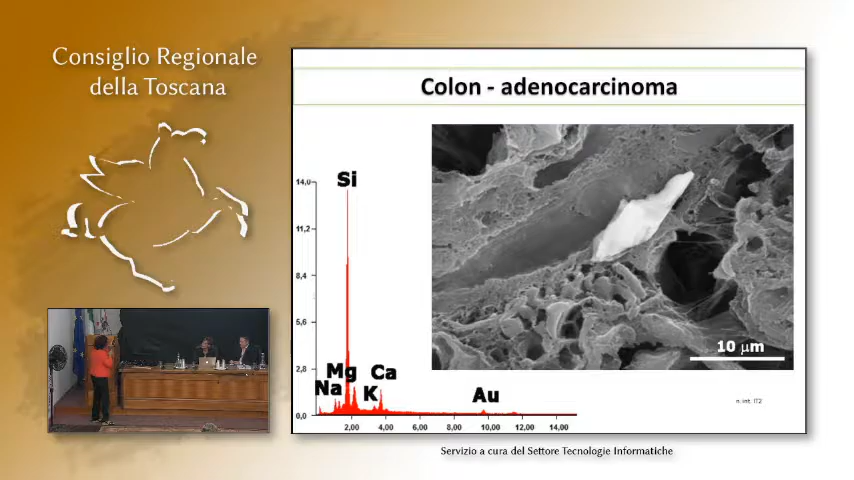 Consiglio Regionale
della Toscana
Colon - adenocarcinoma
14,0
11,2
8,4
5,6
2,8
0,0
Si
Na
Mg
K
Ca
Au
2,00 4,00 6,00 8,00 10,00 12,00 14,00
10 µm
n. int. IT2
Servizio a cura del Settore Tecnologie Informatiche